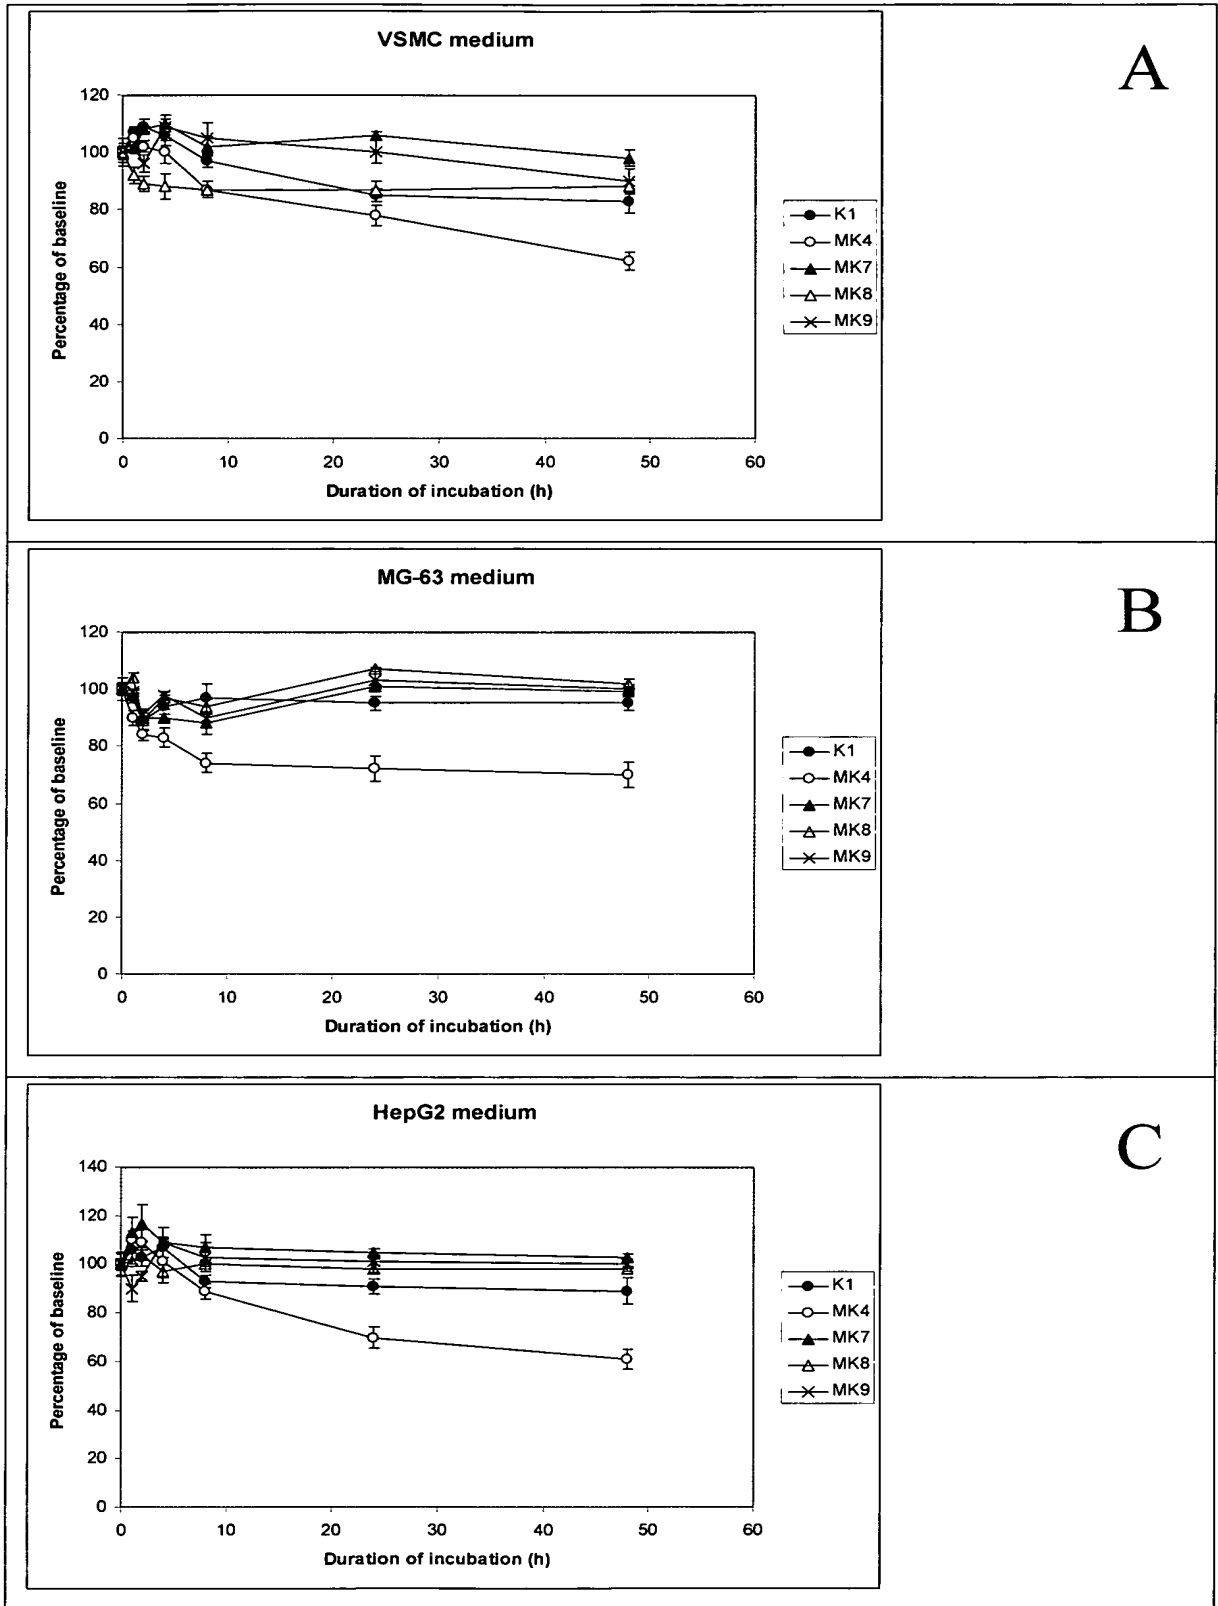 VSMC medium
A
120
100
80
60
40
20
0
Percentage of baseline
0 10 20 30 40 50 60
Duration of incubation (h)
K1
MK4
MK7
MK8
MK9
MG-63 medium
B
120
100
80
60
40
20
0
Percentage of baseline
0 10 20 30 40 50 60
Duration of incubation (h)
K1
MK4
MK7
MK8
MK9
HepG2 medium
C
140
120
100
80
60
40
20
0
Percentage of baseline
0 10 20 30 40 50 60
Duration of incubation (h)
K1
MK4
MK7
MK8
MK9